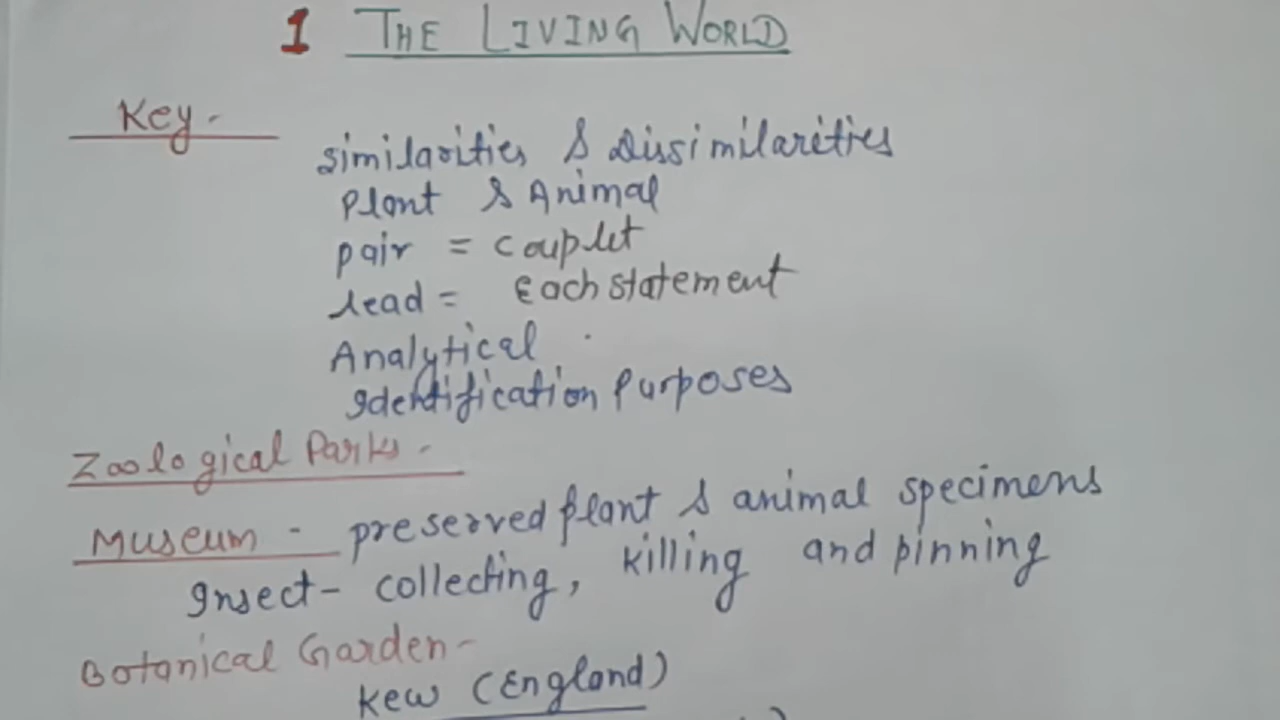 1 THE LIVING WORLD
Key -
similarities & Dissimilarities
Plant & Animal
pair = couplet
lead = Each statement
Analytical
Identification Purposes
Zoological Parks -
Museum - preserved plant & animal specimens
Insect - collecting, killing and pinning
Botanical Garden -
Kew (England)